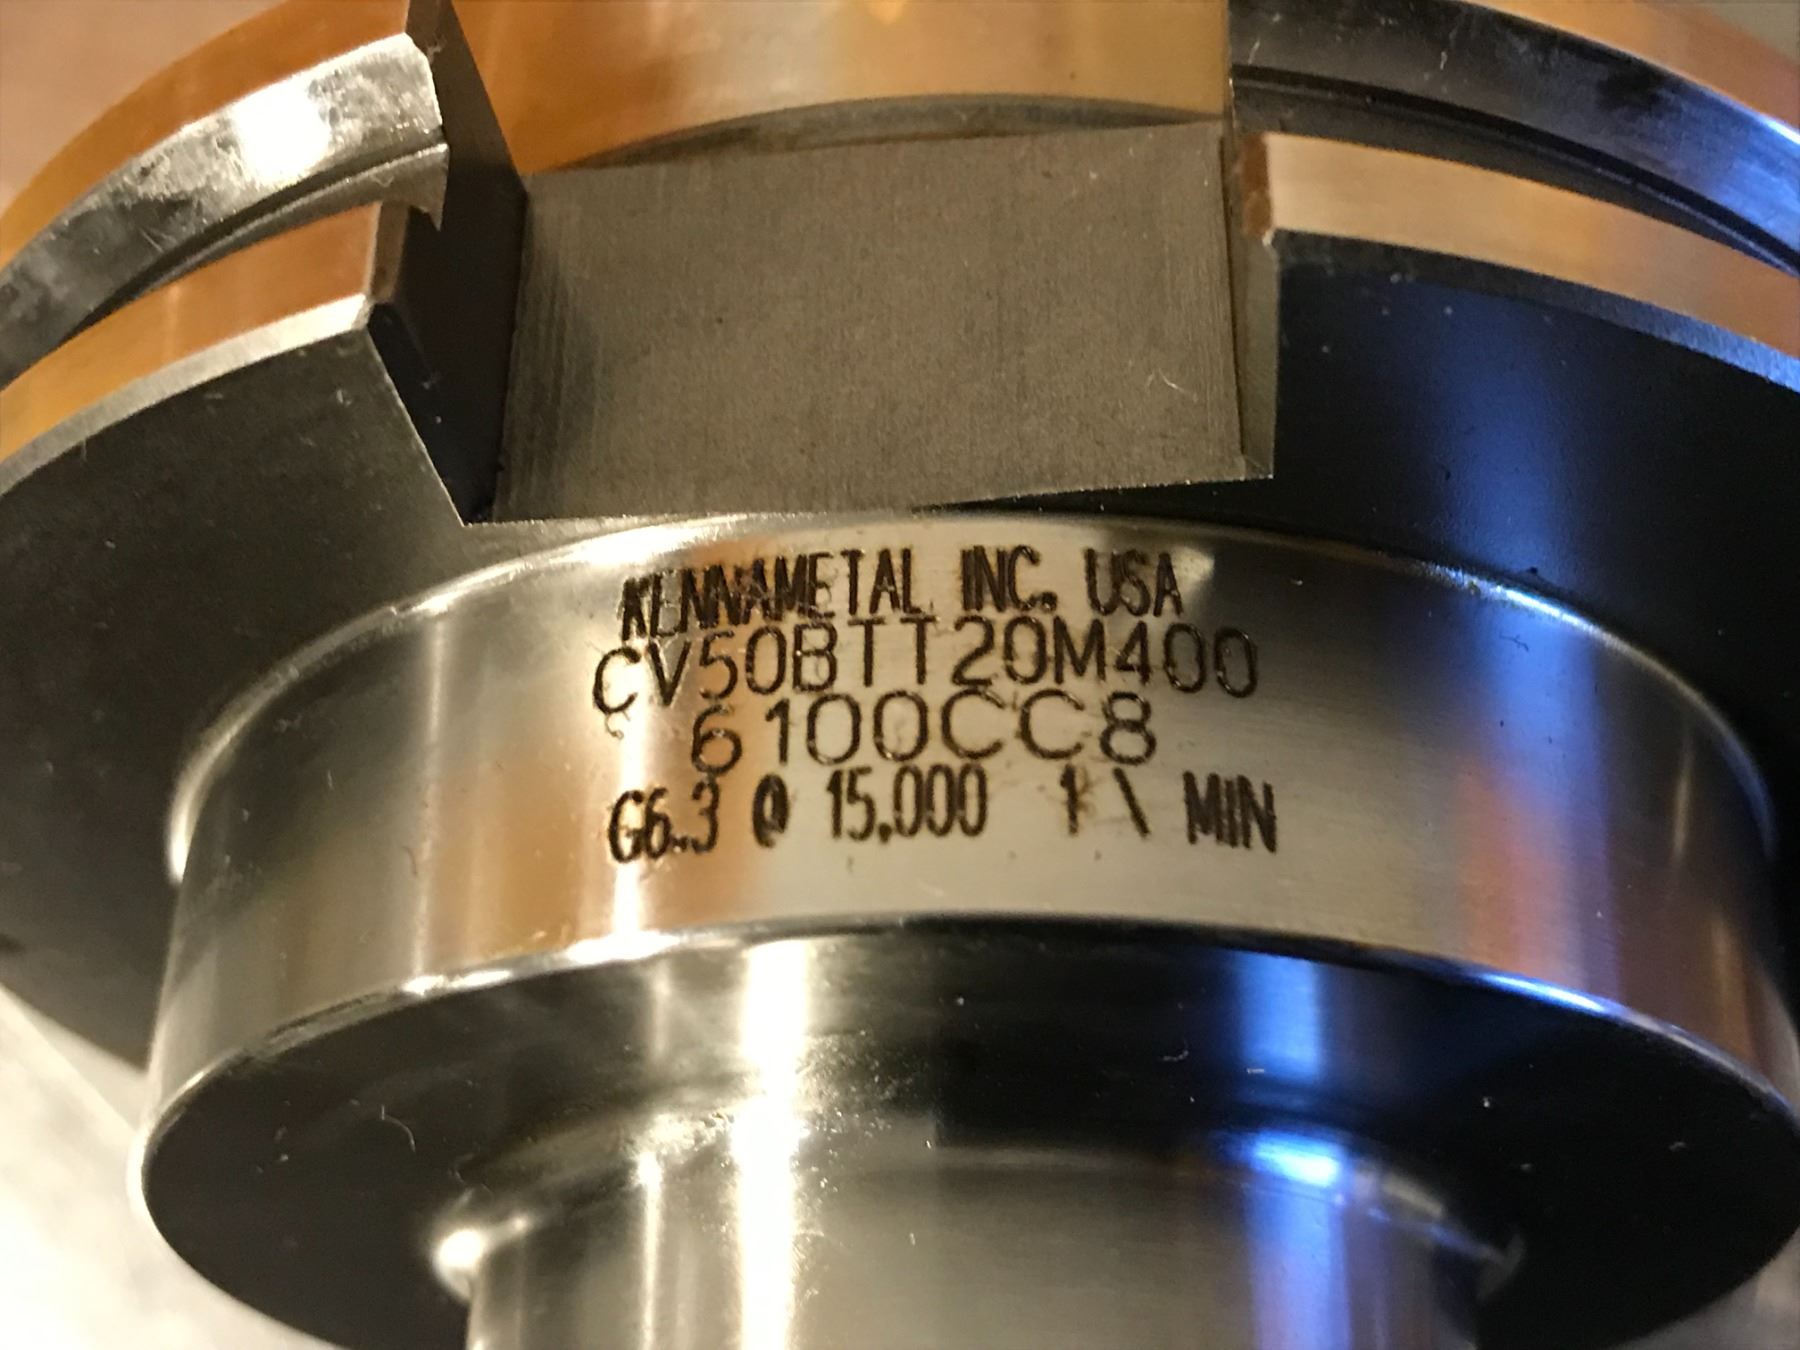 KENNAMETAL INC. USA
CV50BTT20M400
6100CC8
G6.3 @ 15,000 1 \ MIN